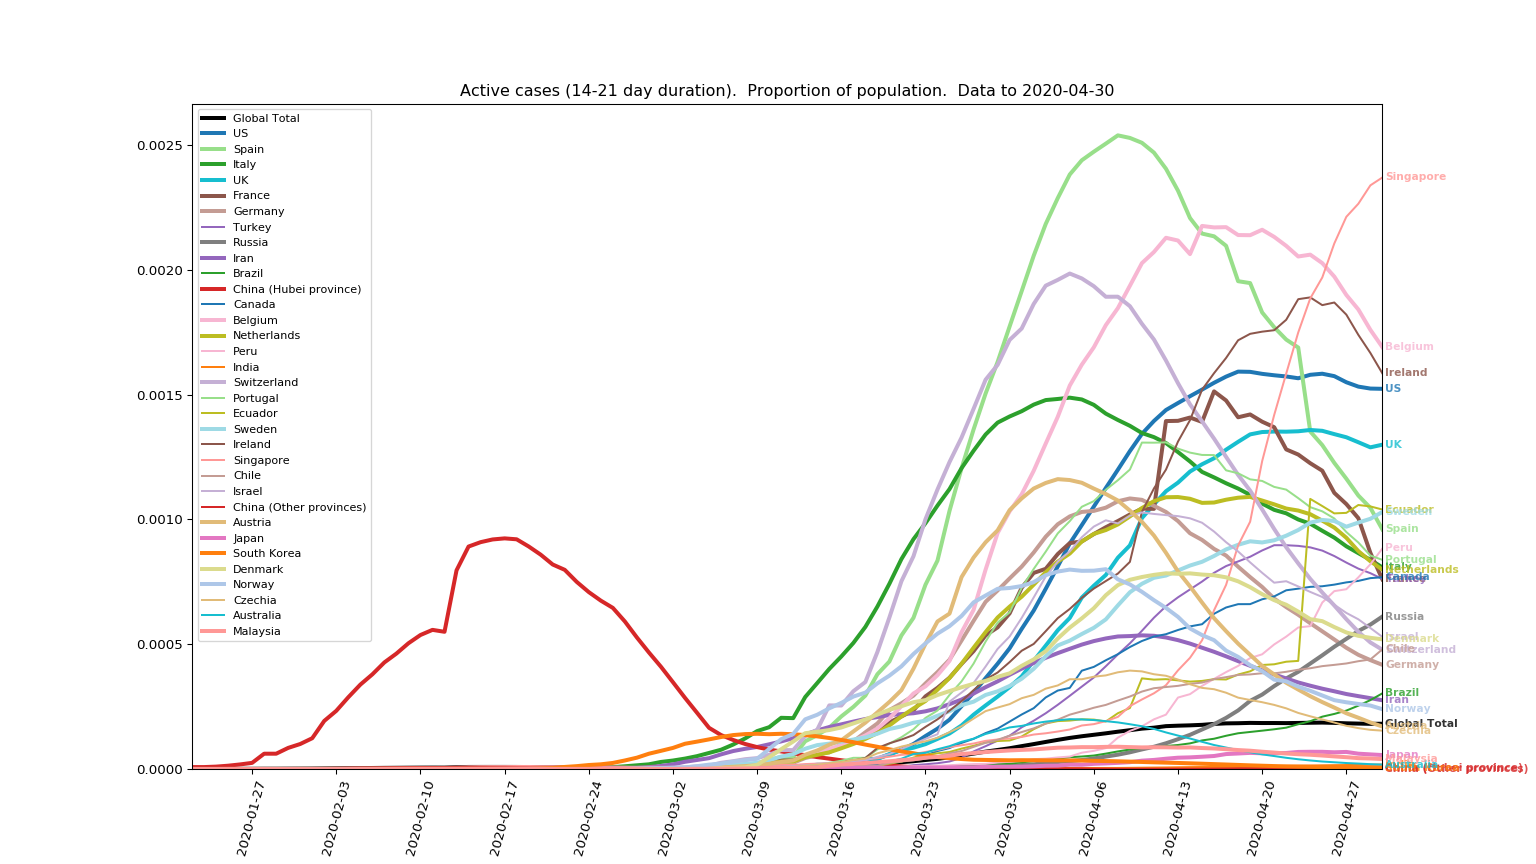 Active cases (14-21 day duration).  Proportion of population.  Data to 2020-04-30
0.0025
0.0020
0.0015
0.0010
0.0005
0.0000
Global Total
US
Spain
Italy
UK
France
Germany
Turkey
Russia
Iran
Brazil
China (Hubei province)
Canada
Belgium
Netherlands
Peru
India
Switzerland
Portugal
Ecuador
Sweden
Ireland
Singapore
Chile
Israel
China (Other provinces)
Austria
Japan
South Korea
Denmark
Norway
Czechia
Australia
Malaysia
Singapore
Belgium
Ireland
US
UK
Ecuador
Sweden
Spain
Peru
Portugal
Italy
Netherlands
Canada
Russia
Israel
Denmark
Chile
Switzerland
Germany
Brazil
Iran
Norway
Global Total
Czechia
Japan
Malaysia
Australia
China (Other provinces)
2020-01-27
2020-02-03
2020-02-10
2020-02-17
2020-02-24
2020-03-02
2020-03-09
2020-03-16
2020-03-23
2020-03-30
2020-04-06
2020-04-13
2020-04-20
2020-04-27